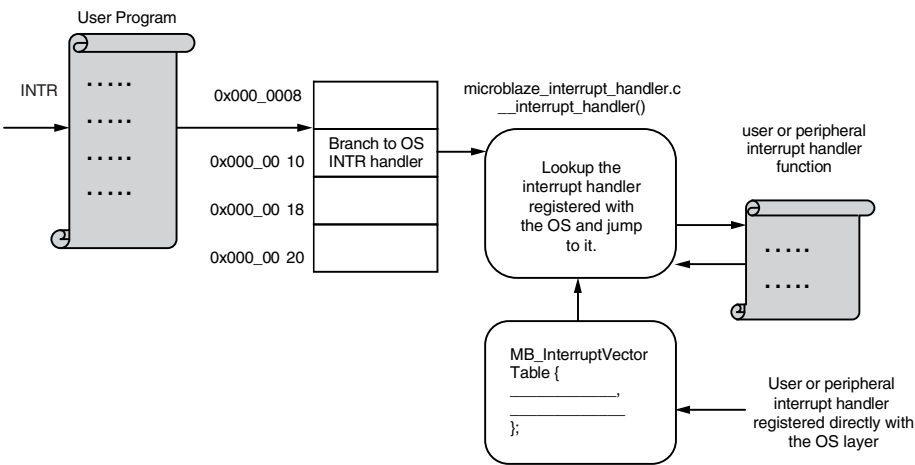 User Program
INTR
0x000_0008
0x000_00 10
0x000_00 18
0x000_00 20
Branch to OS
INTR handler
microblaze_interrupt_handler.c
__interrupt_handler()
Lookup the
interrupt handler
registered with
the OS and jump
to it.
user or peripheral
interrupt handler
function
MB_InterruptVector
Table {
_____________,
______________
};
User or peripheral
interrupt handler
registered directly with
the OS layer